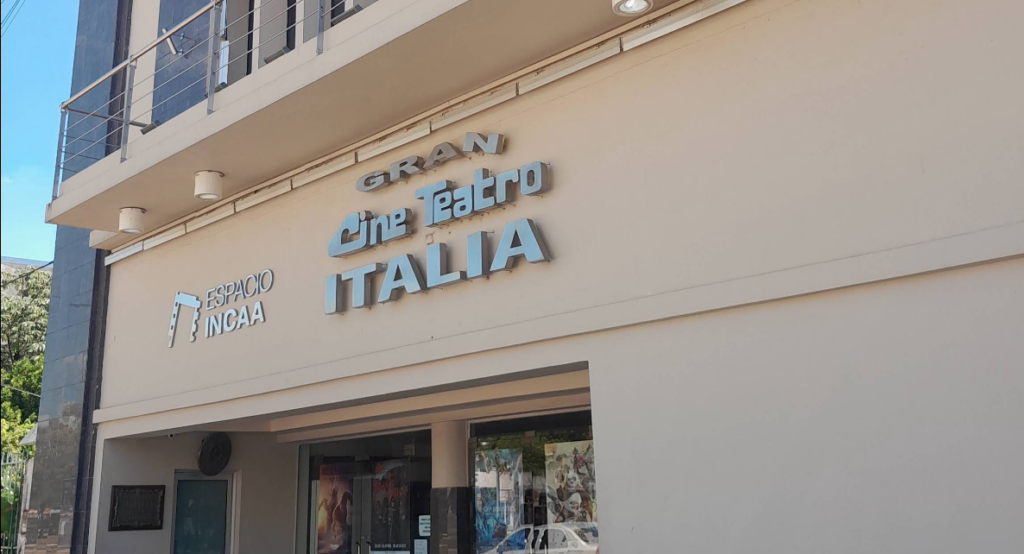 GRAN
Cine Teatro
ITALIA
ESPACIO
INCAA